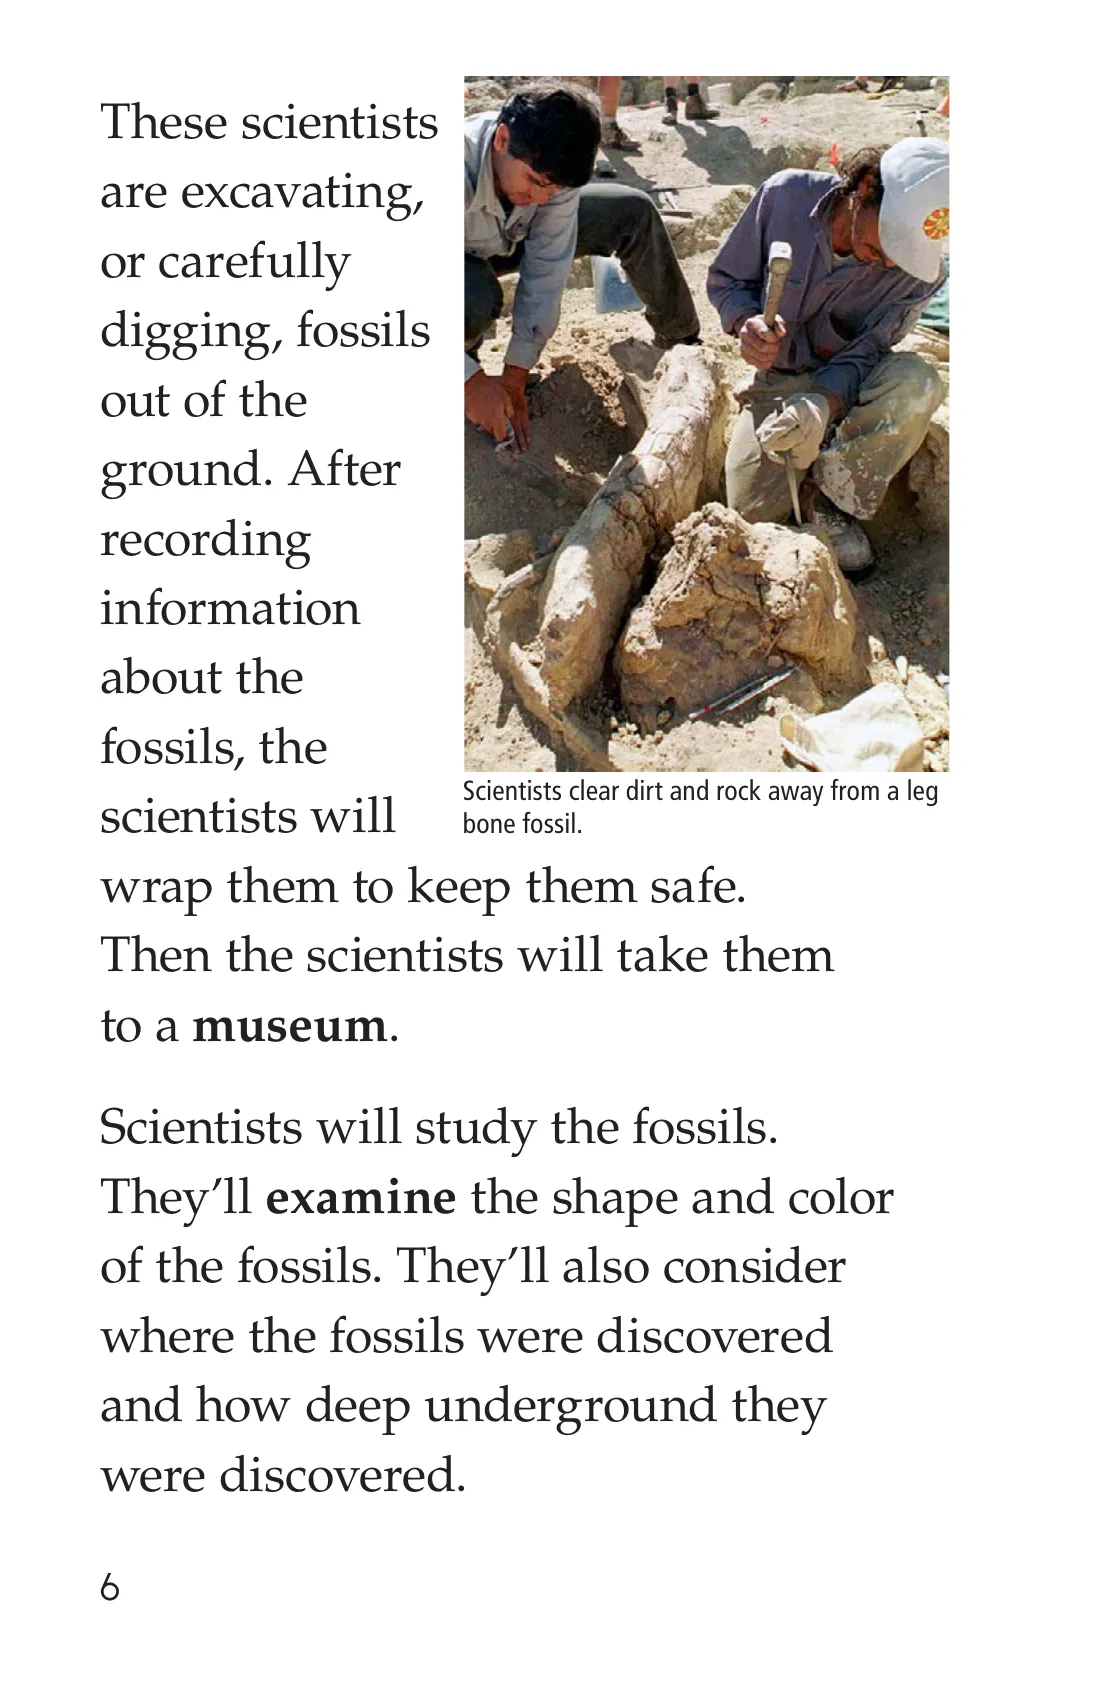 These scientists
are excavating,
or carefully
digging, fossils
out of the
ground. After
recording
information
about the
fossils, the
scientists will
wrap them to keep them safe.
Then the scientists will take them
to a museum.
Scientists clear dirt and rock away from a leg
bone fossil.
Scientists will study the fossils.
They’ll examine the shape and color
of the fossils. They’ll also consider
where the fossils were discovered
and how deep underground they
were discovered.
6